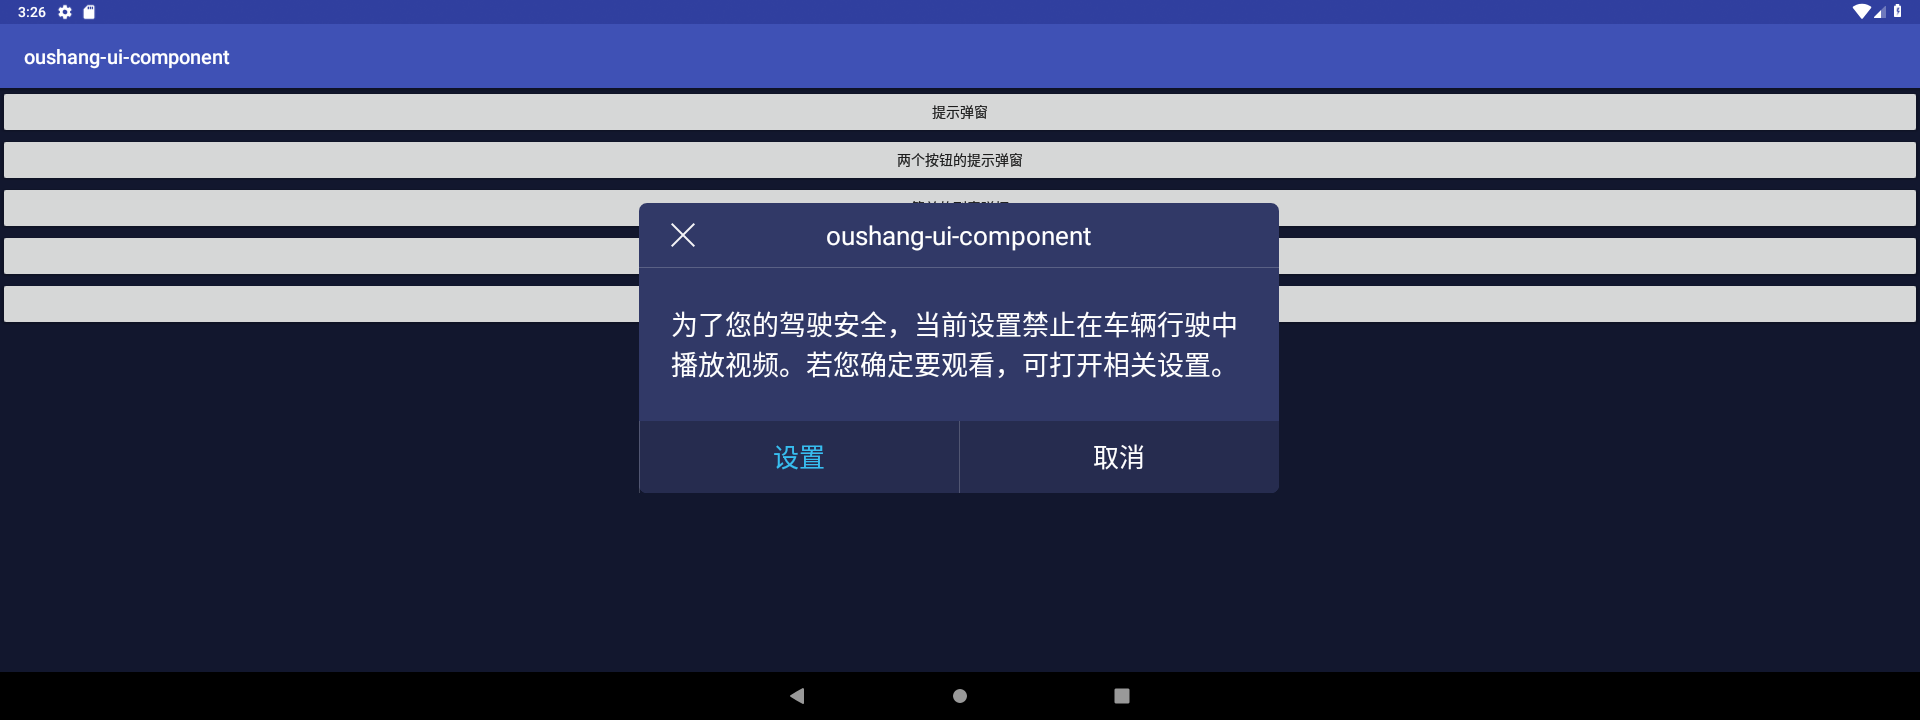 3:26
oushang-ui-component
提示弹窗
两个按钮的提示弹窗
oushang-ui-component
为了您的驾驶安全，当前设置禁止在车辆行驶中
播放视频。若您确定要观看，可打开相关设置。
设置
取消